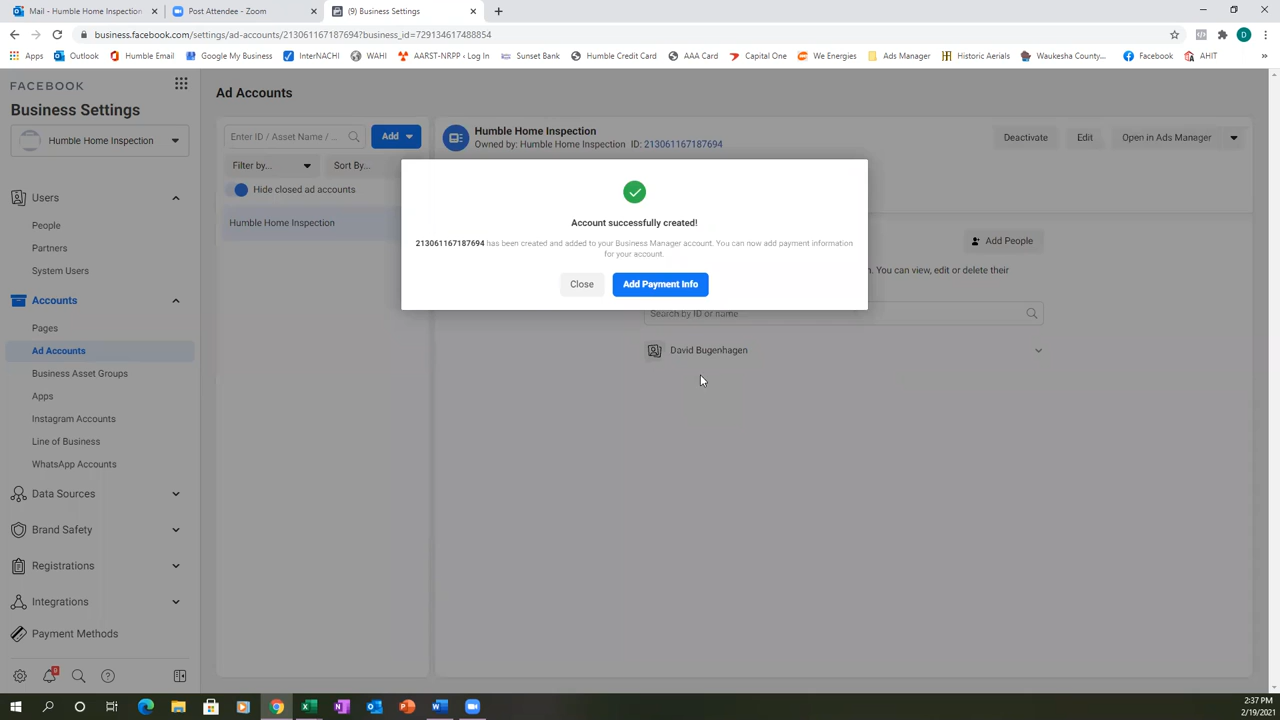 Mail - Humble Home Inspection
Post Attendee - Zoom
(9) Business Settings
business.facebook.com/settings/ad-accounts/213061167187694?business_id=729134617488854
Apps
Outlook
Humble Email
Google My Business
InterNACHI
WAHI
AARST-NRPP ‹ Log In
Sunset Bank
Humble Credit Card
AAA Card
Capital One
We Energies
Ads Manager
Historic Aerials
Waukesha County...
Facebook
AHIT
FACEBOOK
Business Settings
Humble Home Inspection
Users
People
Partners
System Users
Accounts
Pages
Ad Accounts
Business Asset Groups
Apps
Instagram Accounts
Line of Business
WhatsApp Accounts
Data Sources
Brand Safety
Registrations
Integrations
Payment Methods
Ad Accounts
Enter ID / Asset Name / ...
Add
Filter by...
Sort By...
Hide closed ad accounts
Humble Home Inspection
Humble Home Inspection
Owned by: Humble Home Inspection ID: 213061167187694
Deactivate
Edit
Open in Ads Manager
Account successfully created!
213061167187694 has been created and added to your Business Manager account. You can now add payment information
for your account.
Close
Add Payment Info
Add People
. You can view, edit or delete their
Search by ID or name
David Bugenhagen
2:37 PM
2/19/2021